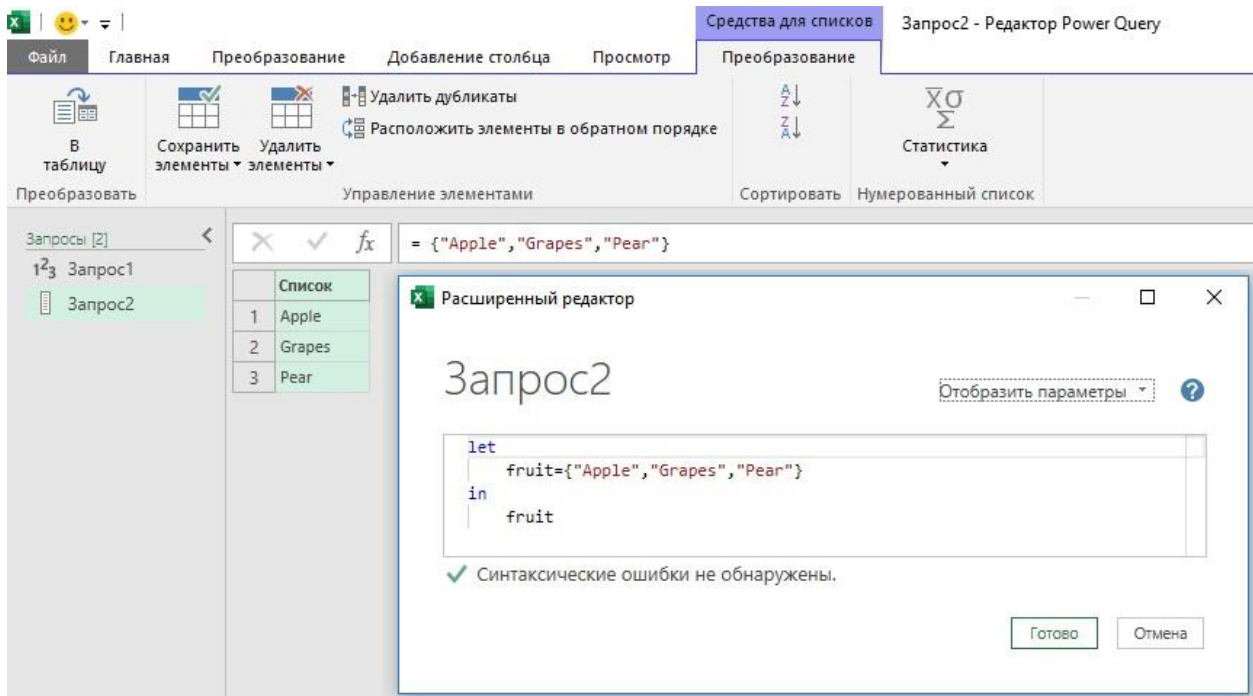 Средства для списков
Запрос2 - Редактор Power Query
Файл
Главная
Преобразование
Добавление столбца
Просмотр
Преобразование
В
таблицу
Сохранить
элементы
Удалить
элементы
Удалить дубликаты
Расположить элементы в обратном порядке
Статистика
Преобразовать
Управление элементами
Сортировать
Нумерованный список
Запросы [2]
1²3 Запрос1
Запрос2
fx
= {"Apple","Grapes","Pear"}
Список
1 Apple
2 Grapes
3 Pear
Расширенный редактор
Запрос2
Отобразить параметры
let
fruit={"Apple","Grapes","Pear"}
in
fruit
Синтаксические ошибки не обнаружены.
Готово
Отмена